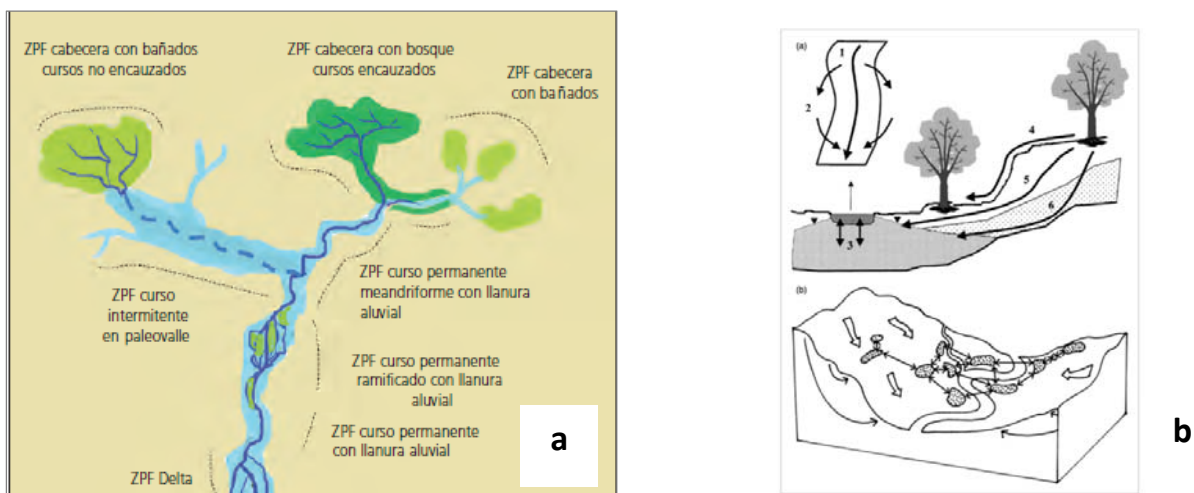 ZPF cabecera con bañados
cursos no encauzados
ZPF cabecera con bosque
cursos encauzados
ZPF cabecera
con bañados
ZPF curso
intermitente
en paleovalle
ZPF curso permanente
meandriforme con llanura
aluvial
ZPF curso permanente
ramificado con llanura
aluvial
ZPF curso permanente
con llanura aluvial
ZPF Delta
a
(a)
1
2
3
4
5
6
(b)
b